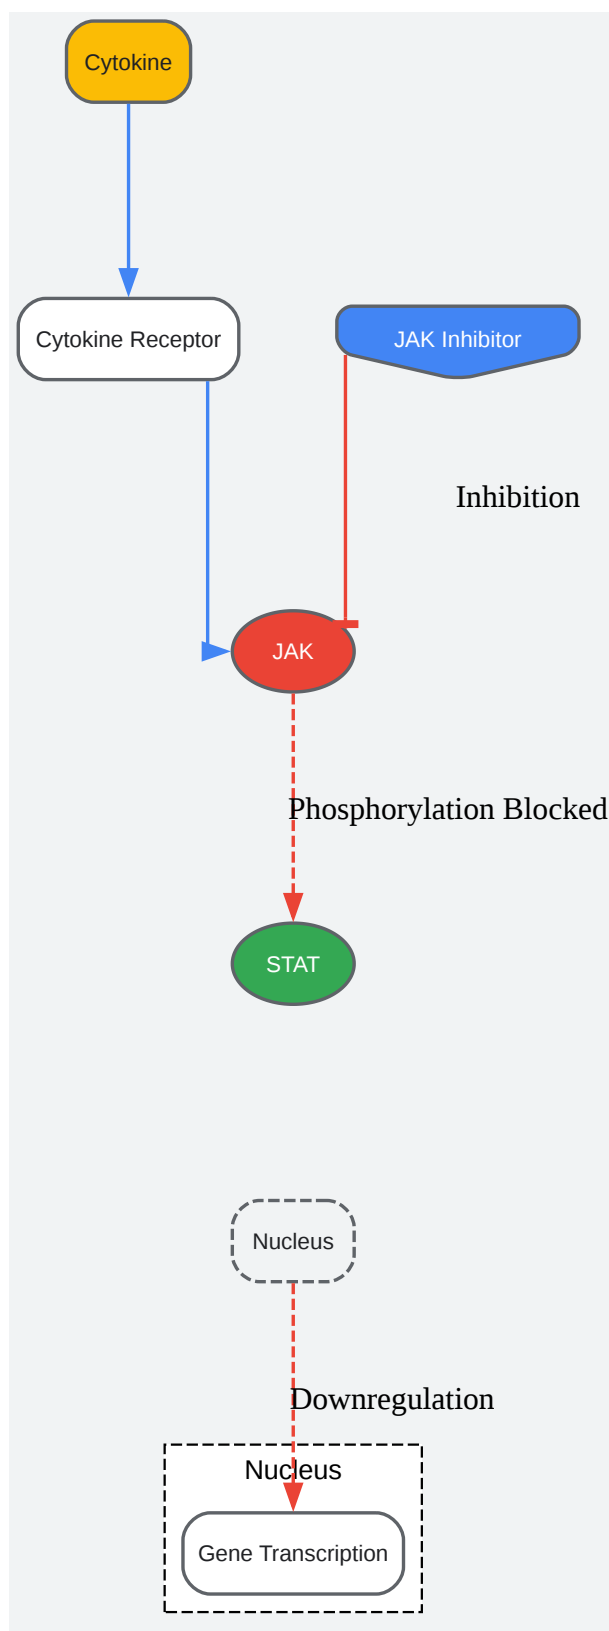 Cytokine
Cytokine Receptor
JAK Inhibitor
Inhibition
JAK
Phosphorylation Blocked
STAT
Nucleus
Downregulation
Nucleus
Gene Transcription